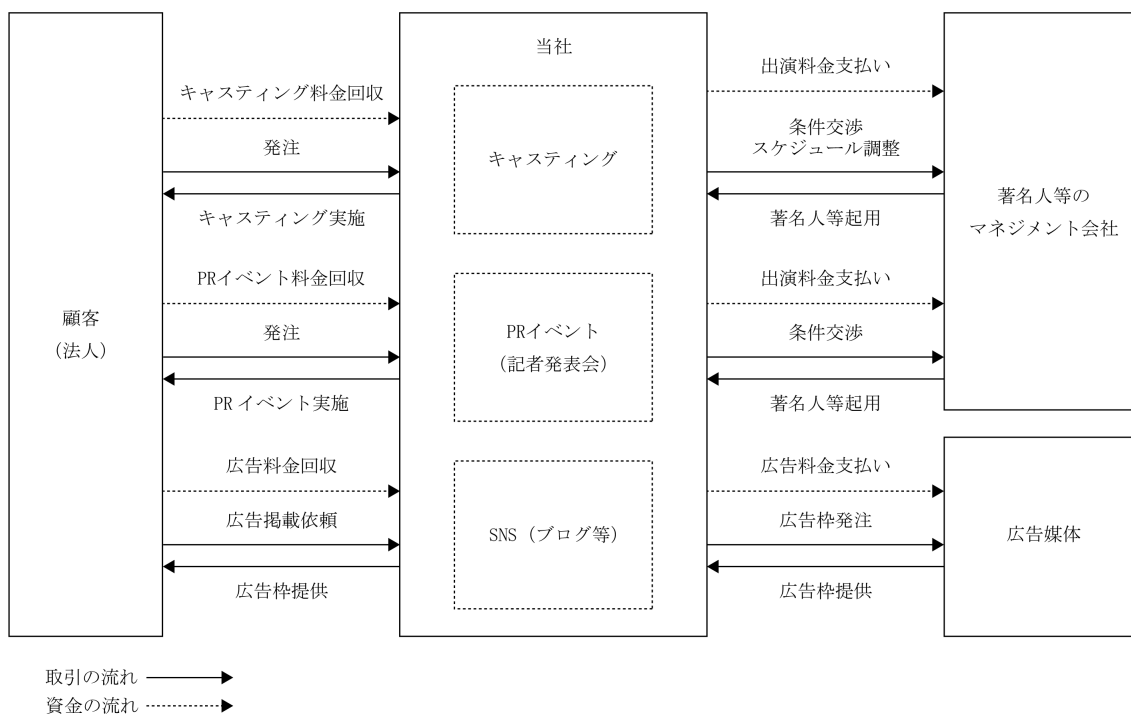 当社
キャスティング料金回収
発注
キャスティング実施
キャスティング
出演料金支払い
条件交渉
スケジュール調整
著名人等起用
著名人等の
マネジメント会社
顧客
(法人)
PRイベント料金回収
発注
PRイベント実施
PRイベント
(記者発表会)
出演料金支払い
条件交渉
著名人等起用
広告料金回収
広告掲載依頼
広告枠提供
SNS(ブログ等)
広告料金支払い
広告枠発注
広告枠提供
広告媒体
取引の流れ
資金の流れ